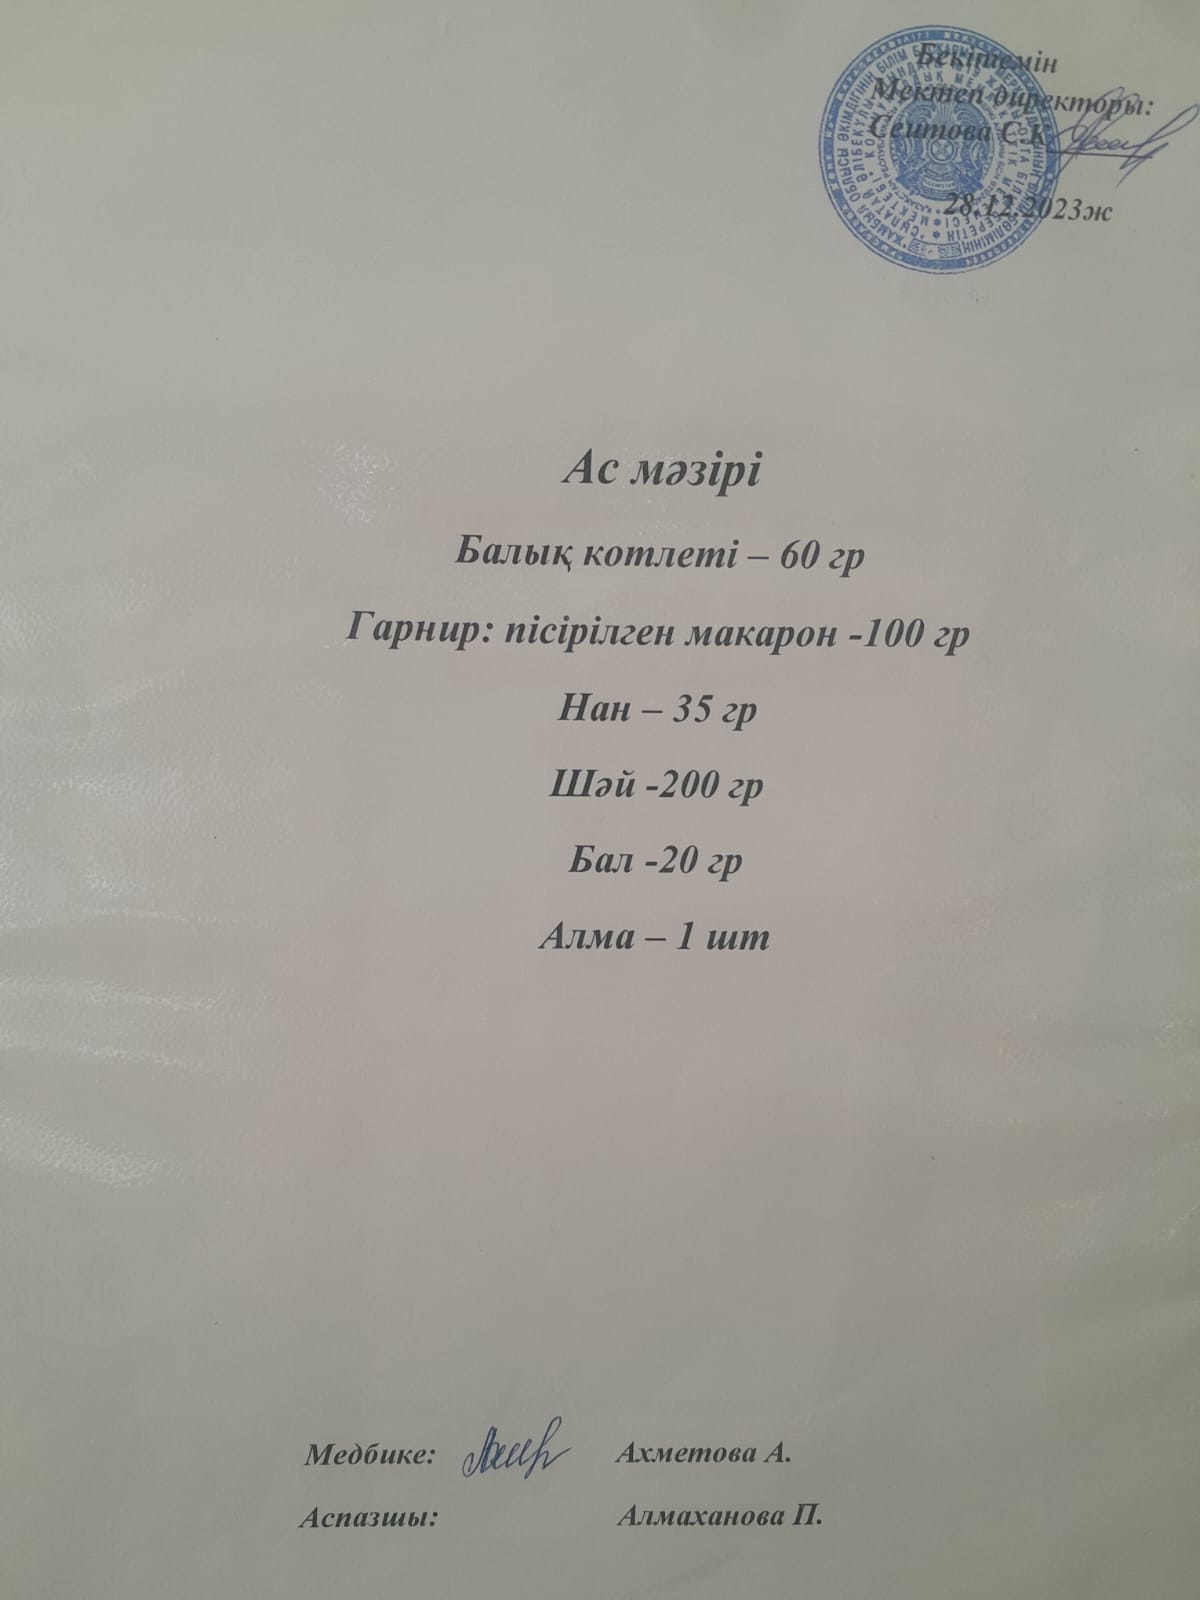 Бекітемін
Мектеп директоры:
Сеитова С.К
28.12.2023ж
Ас мәзірі
Балық котлеті – 60 гр
Гарнир: пісірілген макарон -100 гр
Нан – 35 гр
Шәй -200 гр
Бал -20 гр
Алма – 1 шт
Медбике: Ахметова А.
Аспазшы: Алмаханова П.